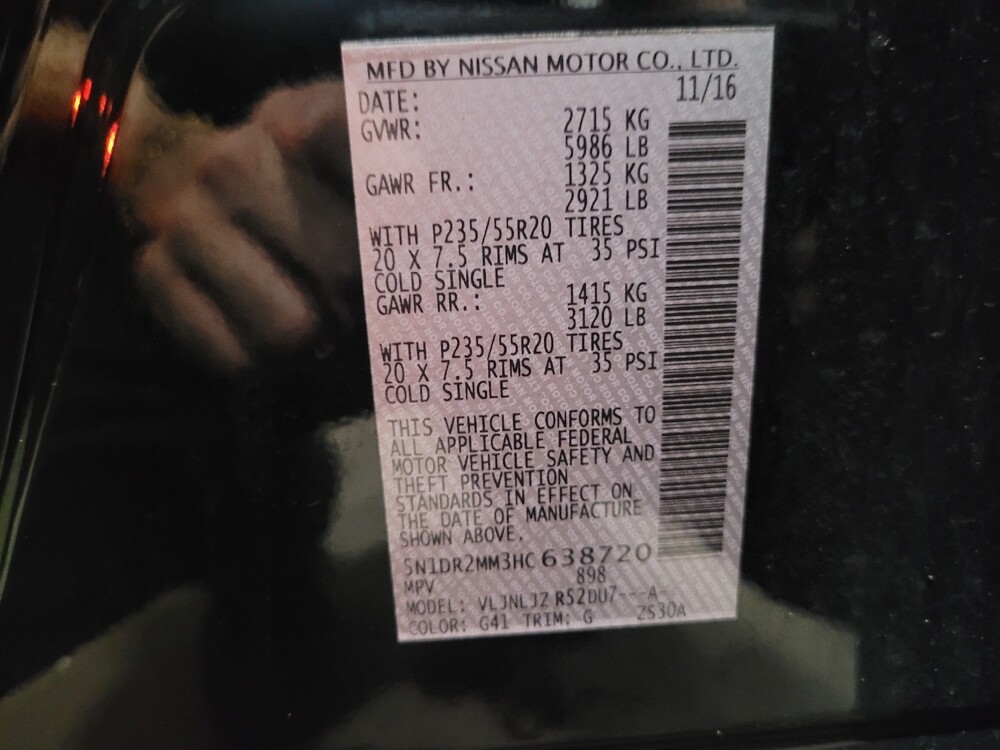 MFD BY NISSAN MOTOR CO., LTD.
DATE: 11/16
GVWR: 2715 KG
5986 LB
GAWR FR.: 1325 KG
2921 LB
WITH P235/55R20 TIRES
20 X 7.5 RIMS AT 35 PSI
COLD SINGLE
GAWR RR.: 1415 KG
3120 LB
WITH P235/55R20 TIRES
20 X 7.5 RIMS AT 35 PSI
COLD SINGLE
THIS VEHICLE CONFORMS TO
ALL APPLICABLE FEDERAL
MOTOR VEHICLE SAFETY AND
THEFT PREVENTION
STANDARDS IN EFFECT ON
THE DATE OF MANUFACTURE
SHOWN ABOVE.
5N1DR2MM3HC 638720
MPV 898
MODEL: VLJNLJZ R52DU7---A-
COLOR: G41 TRIM: G ZS30A